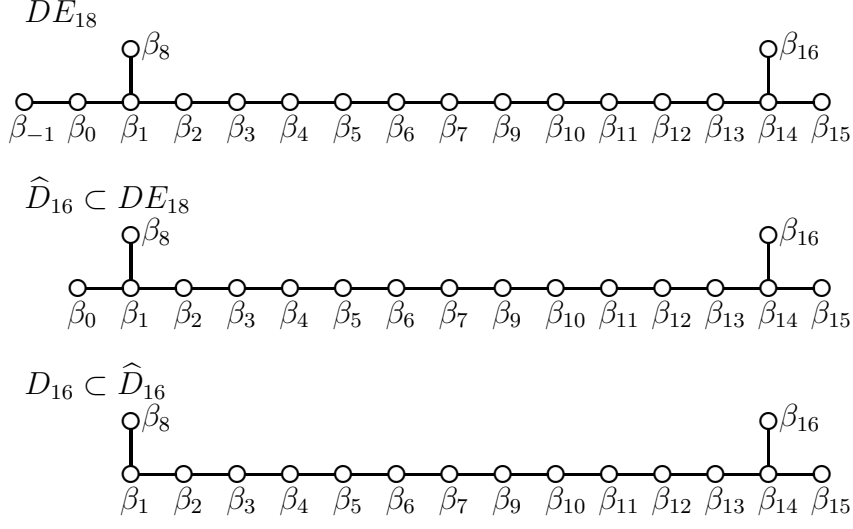 DE₁₈
β₈ β₁₆
β₋₁ β₀ β₁ β₂ β₃ β₄ β₅ β₆ β₇ β₉ β₁₀ β₁₁ β₁₂ β₁₃ β₁₄ β₁₅
D̂₁₆ ⊂ DE₁₈
β₈ β₁₆
β₀ β₁ β₂ β₃ β₄ β₅ β₆ β₇ β₉ β₁₀ β₁₁ β₁₂ β₁₃ β₁₄ β₁₅
D₁₆ ⊂ D̂₁₆
β₈ β₁₆
β₁ β₂ β₃ β₄ β₅ β₆ β₇ β₉ β₁₀ β₁₁ β₁₂ β₁₃ β₁₄ β₁₅